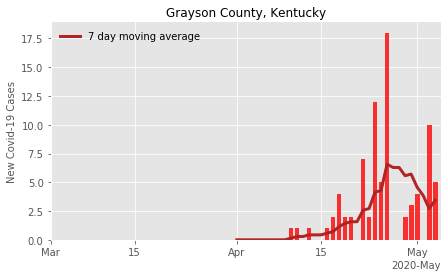 Grayson County, Kentucky
7 day moving average
New Covid-19 Cases
17.5
15.0
12.5
10.0
7.5
5.0
2.5
0.0
Mar
15
Apr
15
May
2020-May